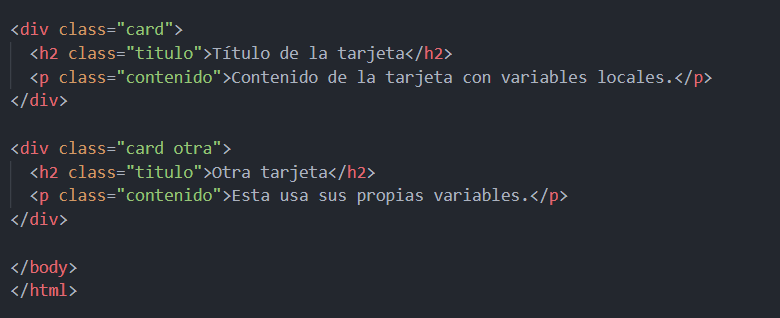 <div class="card">
  <h2 class="titulo">Título de la tarjeta</h2>
  <p class="contenido">Contenido de la tarjeta con variables locales.</p>
</div>

<div class="card otra">
  <h2 class="titulo">Otra tarjeta</h2>
  <p class="contenido">Esta usa sus propias variables.</p>
</div>

</body>
</html>